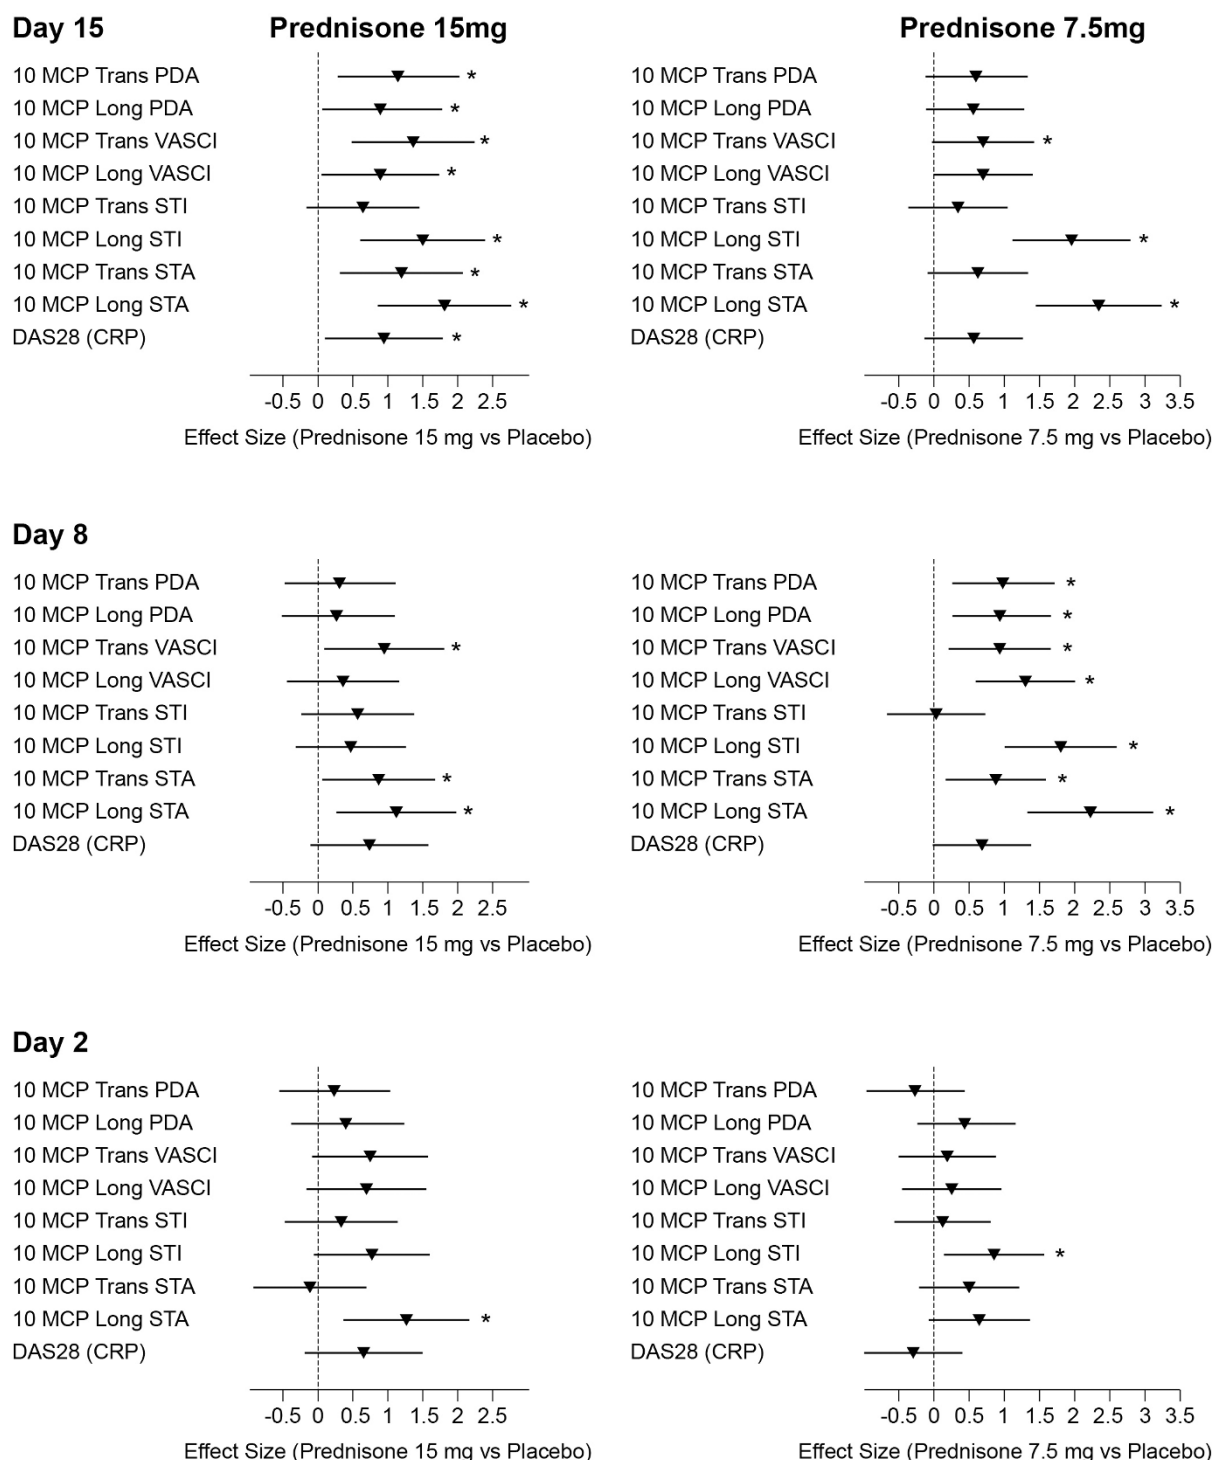 Day 15
Prednisone 15mg
Prednisone 7.5mg
10 MCP Trans PDA * 10 MCP Trans PDA
10 MCP Long PDA * 10 MCP Long PDA
10 MCP Trans VASCI * 10 MCP Trans VASCI *
10 MCP Long VASCI * 10 MCP Long VASCI
10 MCP Trans STI 10 MCP Trans STI
10 MCP Long STI * 10 MCP Long STI *
10 MCP Trans STA * 10 MCP Trans STA
10 MCP Long STA * 10 MCP Long STA *
DAS28 (CRP) * DAS28 (CRP)
-0.5 0 0.5 1 1.5 2 2.5 -0.5 0 0.5 1 1.5 2 2.5 3 3.5
Effect Size (Prednisone 15 mg vs Placebo) Effect Size (Prednisone 7.5 mg vs Placebo)
Day 8
10 MCP Trans PDA 10 MCP Trans PDA *
10 MCP Long PDA 10 MCP Long PDA *
10 MCP Trans VASCI * 10 MCP Trans VASCI *
10 MCP Long VASCI 10 MCP Long VASCI *
10 MCP Trans STI 10 MCP Trans STI
10 MCP Long STI 10 MCP Long STI *
10 MCP Trans STA * 10 MCP Trans STA *
10 MCP Long STA * 10 MCP Long STA *
DAS28 (CRP) DAS28 (CRP)
-0.5 0 0.5 1 1.5 2 2.5 -0.5 0 0.5 1 1.5 2 2.5 3 3.5
Effect Size (Prednisone 15 mg vs Placebo) Effect Size (Prednisone 7.5 mg vs Placebo)
Day 2
10 MCP Trans PDA 10 MCP Trans PDA
10 MCP Long PDA 10 MCP Long PDA
10 MCP Trans VASCI 10 MCP Trans VASCI
10 MCP Long VASCI 10 MCP Long VASCI
10 MCP Trans STI 10 MCP Trans STI
10 MCP Long STI 10 MCP Long STI *
10 MCP Trans STA 10 MCP Trans STA
10 MCP Long STA * 10 MCP Long STA
DAS28 (CRP) DAS28 (CRP)
-0.5 0 0.5 1 1.5 2 2.5 -0.5 0 0.5 1 1.5 2 2.5 3 3.5
Effect Size (Prednisone 15 mg vs Placebo) Effect Size (Prednisone 7.5 mg vs Placebo)